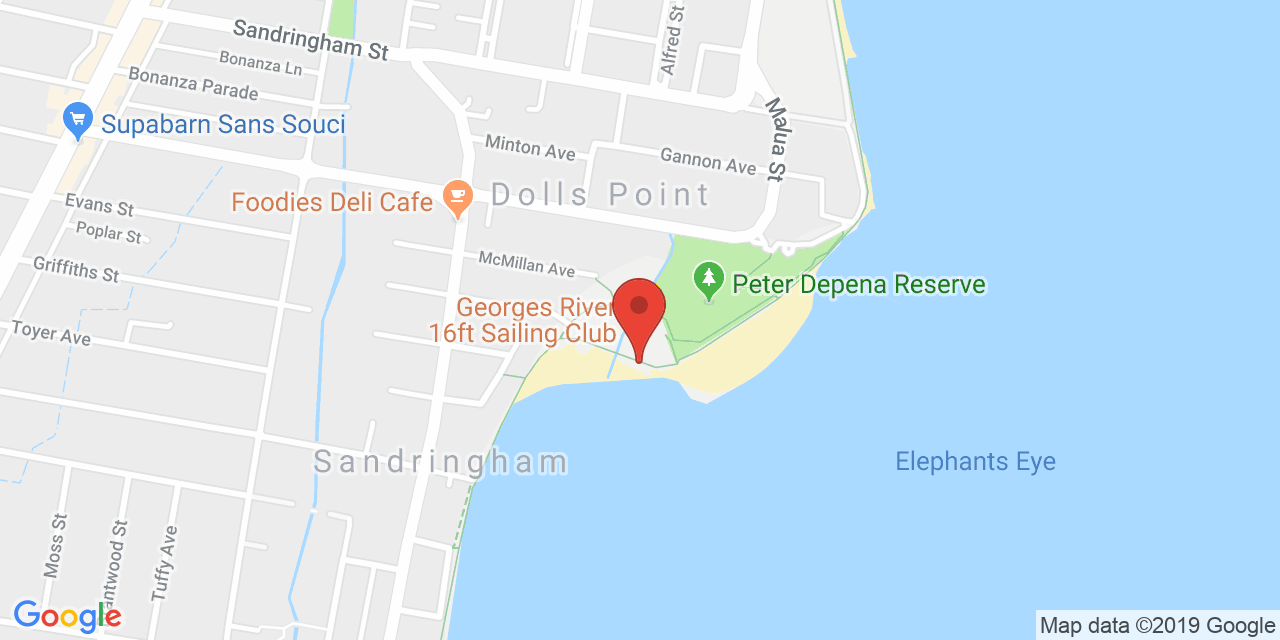 Sandringham St
Alfred St
Bonanza Ln
Bonanza Parade
Malua St
Supabarn Sans Souci
Minton Ave
Gannon Ave
Dolls Point
Foodies Deli Cafe
Evans St
Poplar St
McMillan Ave
Griffiths St
Peter Depena Reserve
Georges River
16ft Sailing Club
Toyer Ave
Sandringham
Elephants Eye
Moss St
antwood St
Tuffy Ave
Google
Map data ©2019 Google